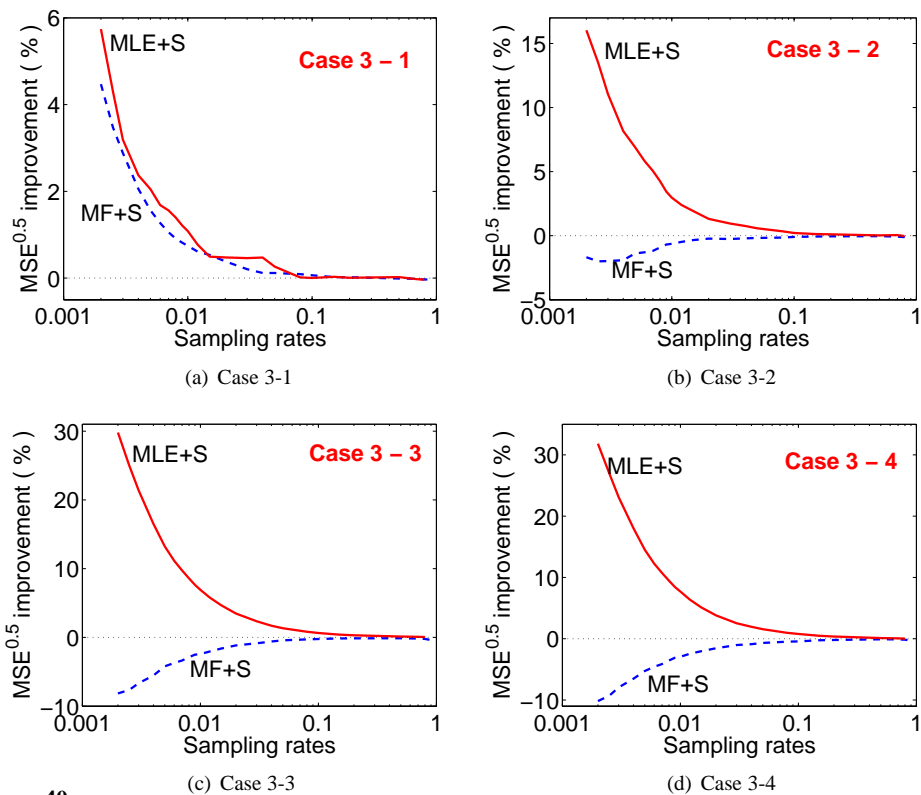 MSE^0.5 improvement ( % )
6
4
2
0
MLE+S
MF+S
Case 3 – 1
0.001 0.01 0.1 1
Sampling rates
(a) Case 3-1
MSE^0.5 improvement ( % )
15
10
5
0
−5
MLE+S
MF+S
Case 3 – 2
0.001 0.01 0.1 1
Sampling rates
(b) Case 3-2
MSE^0.5 improvement ( % )
30
20
10
0
−10
MLE+S
MF+S
Case 3 – 3
0.001 0.01 0.1 1
Sampling rates
(c) Case 3-3
MSE^0.5 improvement ( % )
30
20
10
0
−10
MLE+S
MF+S
Case 3 – 4
0.001 0.01 0.1 1
Sampling rates
(d) Case 3-4